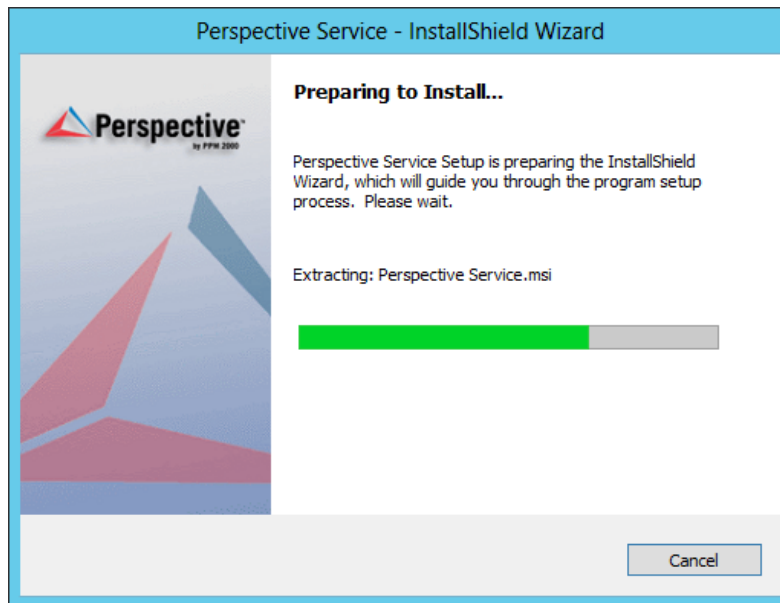 Perspective Service - InstallShield Wizard
Perspective™
by PPM 2000
Preparing to Install...
Perspective Service Setup is preparing the InstallShield
Wizard, which will guide you through the program setup
process. Please wait.
Extracting: Perspective Service.msi
Cancel